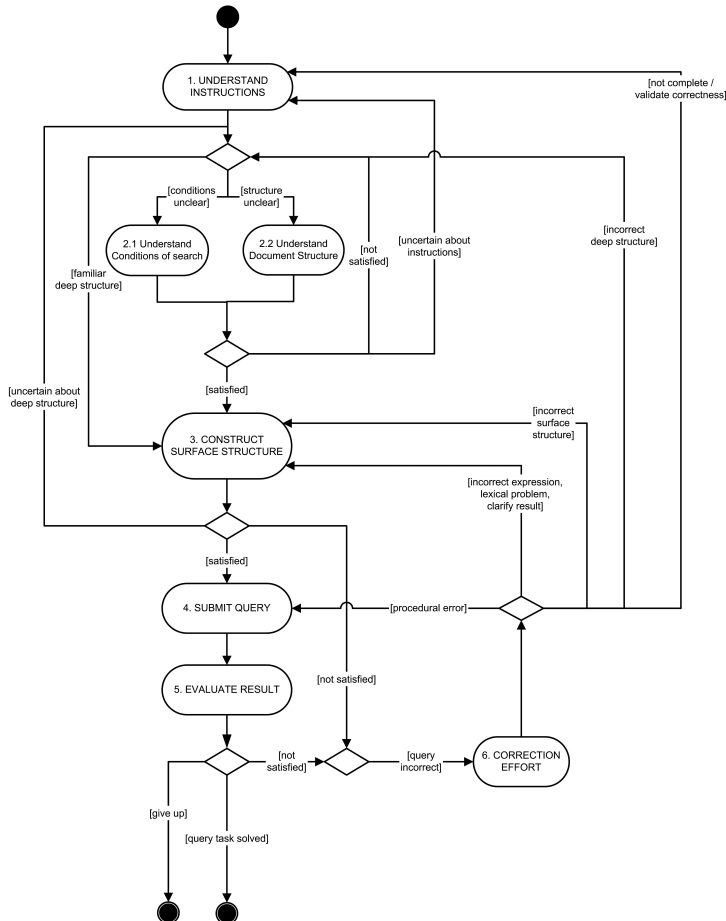 1. UNDERSTAND
INSTRUCTIONS
[not complete /
validate correctness]
[conditions
unclear]
[structure
unclear]
2.1 Understand
Conditions of search
2.2 Understand
Document Structure
[not
satisfied]
[uncertain about
instructions]
[incorrect
deep structure]
[familiar
deep structure]
[satisfied]
[uncertain about
deep structure]
3. CONSTRUCT
SURFACE STRUCTURE
[incorrect
surface
structure]
[incorrect expression,
lexical problem,
clarify result]
[satisfied]
4. SUBMIT QUERY
[procedural error]
5. EVALUATE RESULT
[not satisfied]
[not
satisfied]
[query
incorrect]
6. CORRECTION
EFFORT
[give up]
[query task solved]